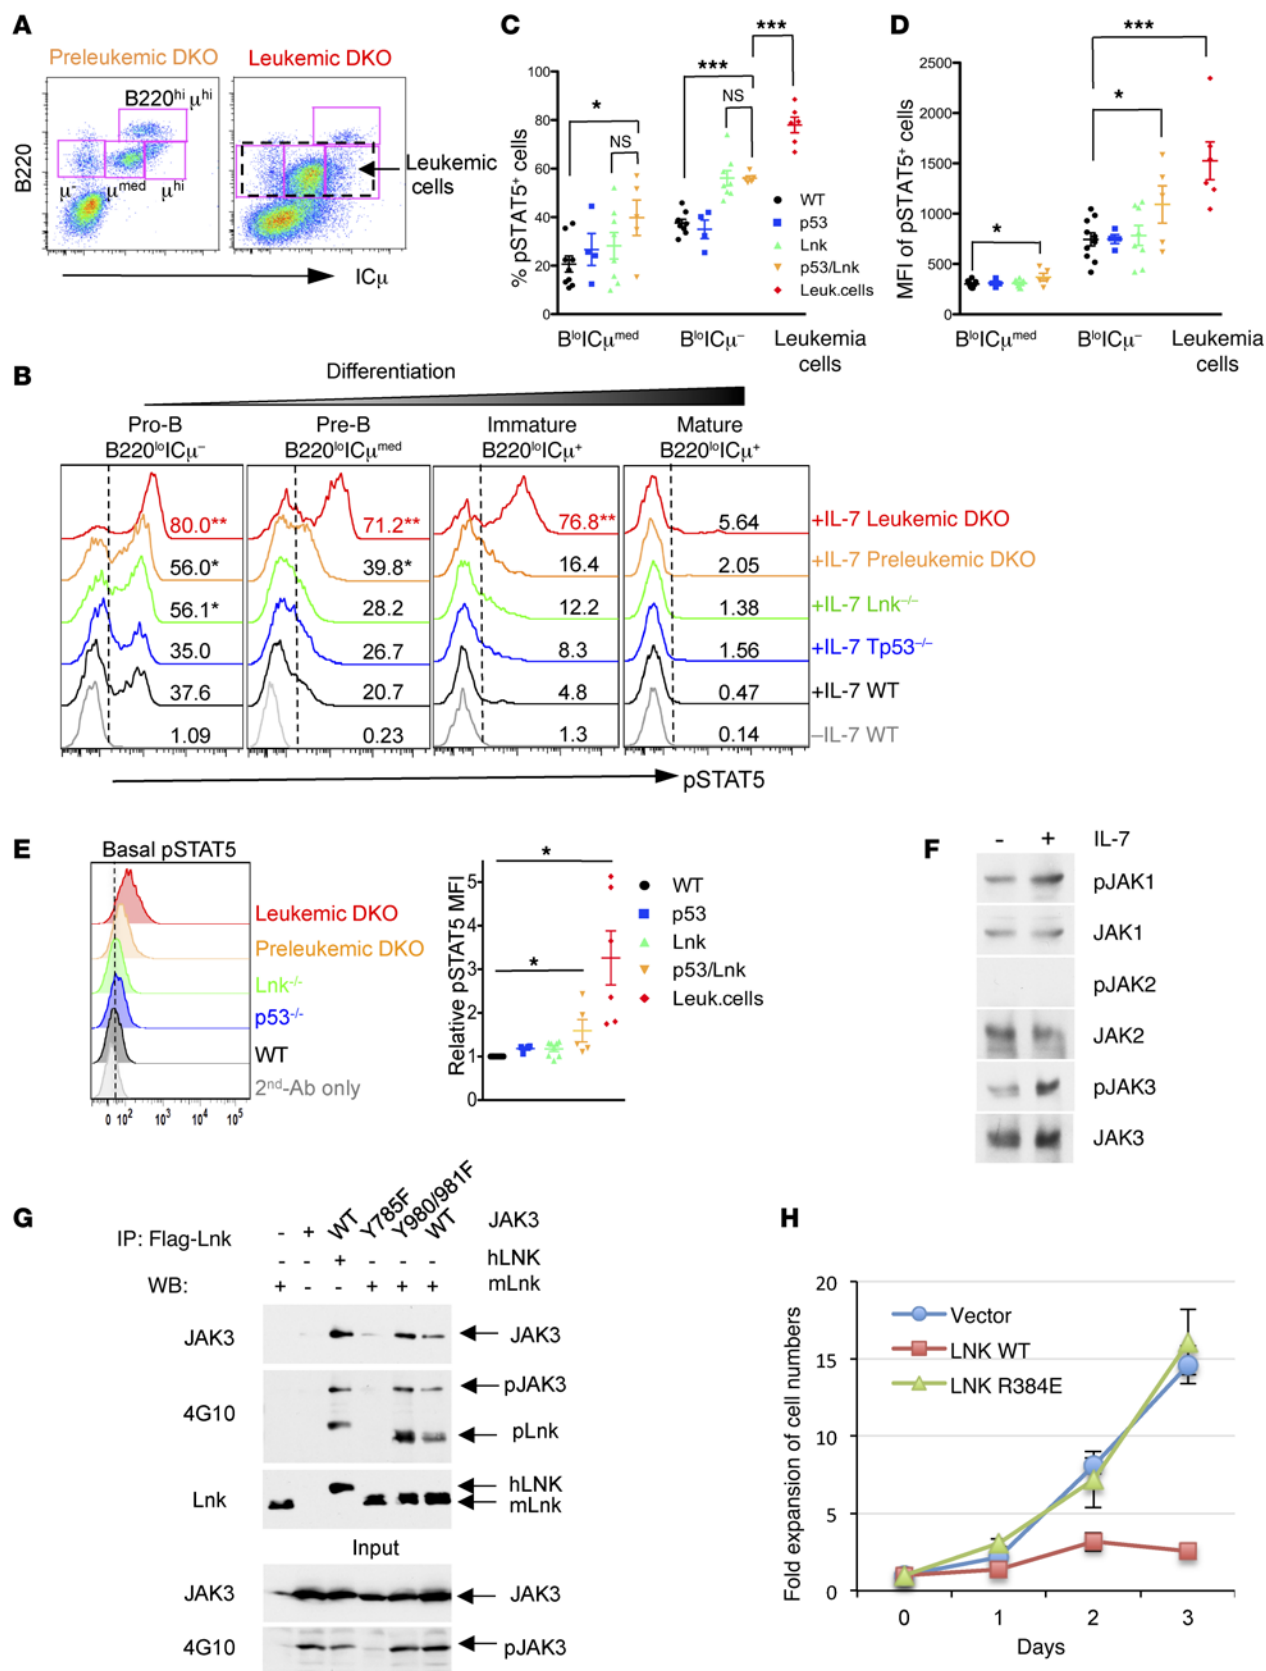 A
Preleukemic DKO
Leukemic DKO
B220hi μhi
μ-
μmed
μhi
Leukemic
cells
B220
ICμ
C
***
***
*
NS
NS
100
80
60
40
20
0
% pSTAT5+ cells
WT
p53
Lnk
p53/Lnk
Leuk.cells
BloICμmed
BloICμ–
Leukemia
cells
D
***
*
*
2500
2000
1500
1000
500
0
MFI of pSTAT5+ cells
BloICμmed
BloICμ–
Leukemia
cells
B
Differentiation
Pro-B
B220loICμ–
Pre-B
B220loICμmed
Immature
B220loICμ+
Mature
B220loICμ+
80.0** 71.2** 76.8** 5.64 +IL-7 Leukemic DKO
56.0* 39.8* 16.4 2.05 +IL-7 Preleukemic DKO
56.1* 28.2 12.2 1.38 +IL-7 Lnk–/–
35.0 26.7 8.3 1.56 +IL-7 Tp53–/–
37.6 20.7 4.8 0.47 +IL-7 WT
1.09 0.23 1.3 0.14 –IL-7 WT
pSTAT5
E
Basal pSTAT5
Leukemic DKO
Preleukemic DKO
Lnk-/-
p53-/-
WT
2nd-Ab only
0 102 103 104 105
*
*
5
4
3
2
1
0
Relative pSTAT5 MFI
WT
p53
Lnk
p53/Lnk
Leuk.cells
F
- + IL-7
pJAK1
JAK1
pJAK2
JAK2
pJAK3
JAK3
G
IP: Flag-Lnk
- + WT Y785F Y980/981F WT JAK3
- - + - - - hLNK
WB: + - - + + + mLnk
JAK3 JAK3
4G10 pJAK3
pLnk
Lnk hLNK
mLnk
Input
JAK3 JAK3
4G10 pJAK3
H
20
15
10
5
0
Fold expansion of cell numbers
Vector
LNK WT
LNK R384E
0 1 2 3
Days